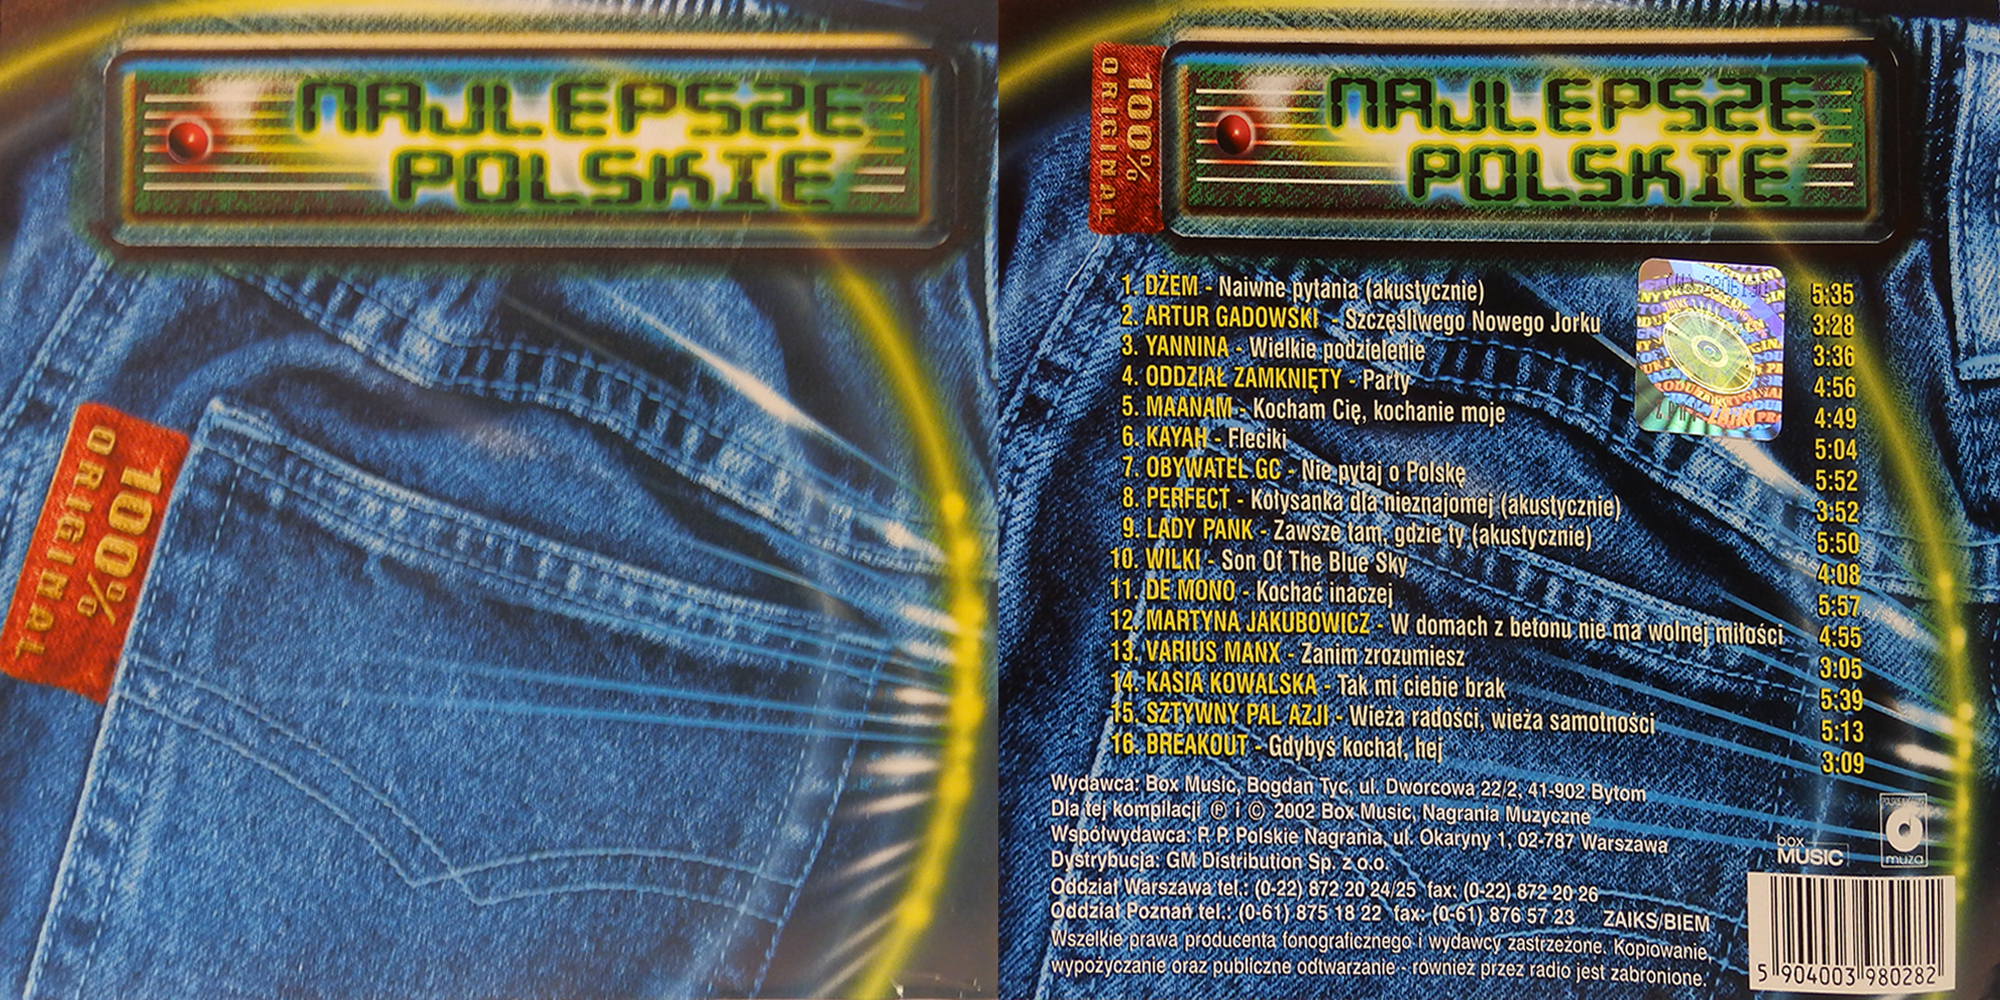 NAJLEPSZE
POLSKIE
100%
ORIGINAL
NAJLEPSZE
POLSKIE
100%
ORIGINAL
1. DŻEM - Naiwne pytania (akustycznie) 5:35
2. ARTUR GADOWSKI - Szczęśliwego Nowego Jorku 3:28
3. YANNINA - Wielkie podzielenie 3:36
4. ODDZIAŁ ZAMKNIĘTY - Party 4:56
5. MAANAM - Kocham Cię, kochanie moje 4:49
6. KAYAH - Fleciki 5:04
7. OBYWATEL GC - Nie pytaj o Polskę 5:52
8. PERFECT - Kołysanka dla nieznajomej (akustycznie) 3:52
9. LADY PANK - Zawsze tam, gdzie ty (akustycznie) 5:50
10. WILKI - Son Of The Blue Sky 4:08
11. DE MONO - Kochać inaczej 5:57
12. MARTYNA JAKUBOWICZ - W domach z betonu nie ma wolnej miłości 4:55
13. VARIUS MANX - Zanim zrozumiesz 3:05
14. KASIA KOWALSKA - Tak mi ciebie brak 5:39
15. SZTYWNY PAL AZJI - Wieża radości, wieża samotności 5:13
16. BREAKOUT - Gdybyś kochał, hej 3:09
Wydawca: Box Music, Bogdan Tyc, ul. Dworcowa 22/2, 41-902 Bytom
Dla tej kompilacji ℗ i © 2002 Box Music, Nagrania Muzyczne
Współwydawca: P. P. Polskie Nagrania, ul. Okaryny 1, 02-787 Warszawa
Dystrybucja: GM Distribution Sp. z o.o.
Oddział Warszawa tel.: (0-22) 872 20 24/25 fax: (0-22) 872 20 26
Oddział Poznań tel.: (0-61) 875 18 22 fax: (0-61) 876 57 23 ZAIKS/BIEM
Wszelkie prawa producenta fonograficznego i wydawcy zastrzeżone. Kopiowanie,
wypożyczanie oraz publiczne odtwarzanie - również przez radio jest zabronione.
box
MUSIC
muza
5 904003 980282